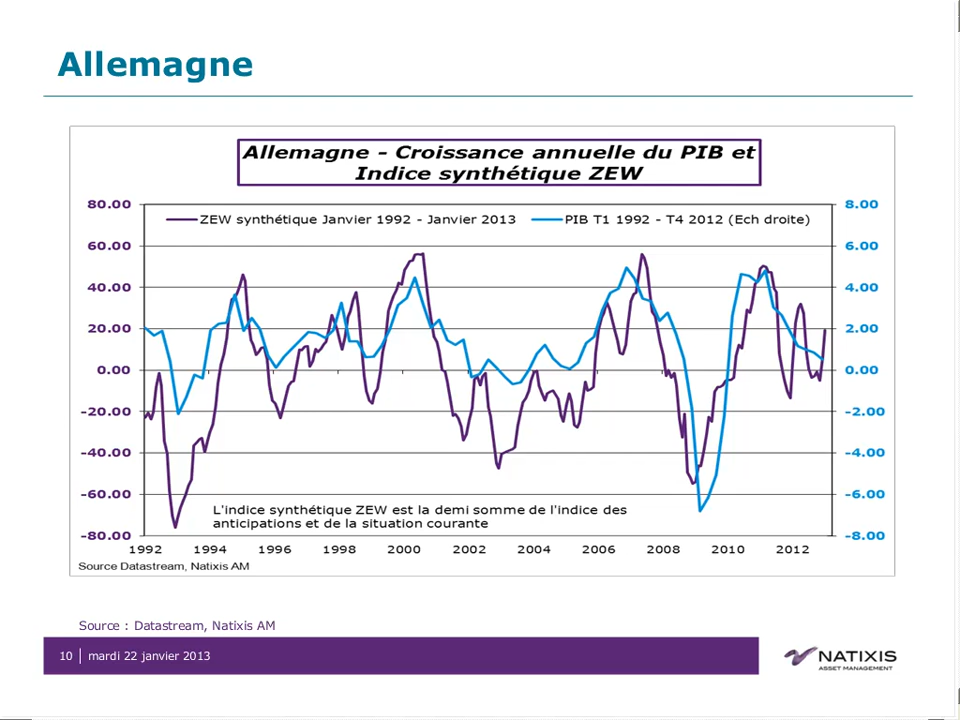 Allemagne
Allemagne - Croissance annuelle du PIB et
Indice synthétique ZEW
80.00
60.00
40.00
20.00
0.00
-20.00
-40.00
-60.00
-80.00
ZEW synthétique Janvier 1992 - Janvier 2013
PIB T1 1992 - T4 2012 (Ech droite)
8.00
6.00
4.00
2.00
0.00
-2.00
-4.00
-6.00
-8.00
L'indice synthétique ZEW est la demi somme de l'indice des
anticipations et de la situation courante
1992 1994 1996 1998 2000 2002 2004 2006 2008 2010 2012
Source Datastream, Natixis AM
Source : Datastream, Natixis AM
10 mardi 22 janvier 2013
NATIXIS
ASSET MANAGEMENT